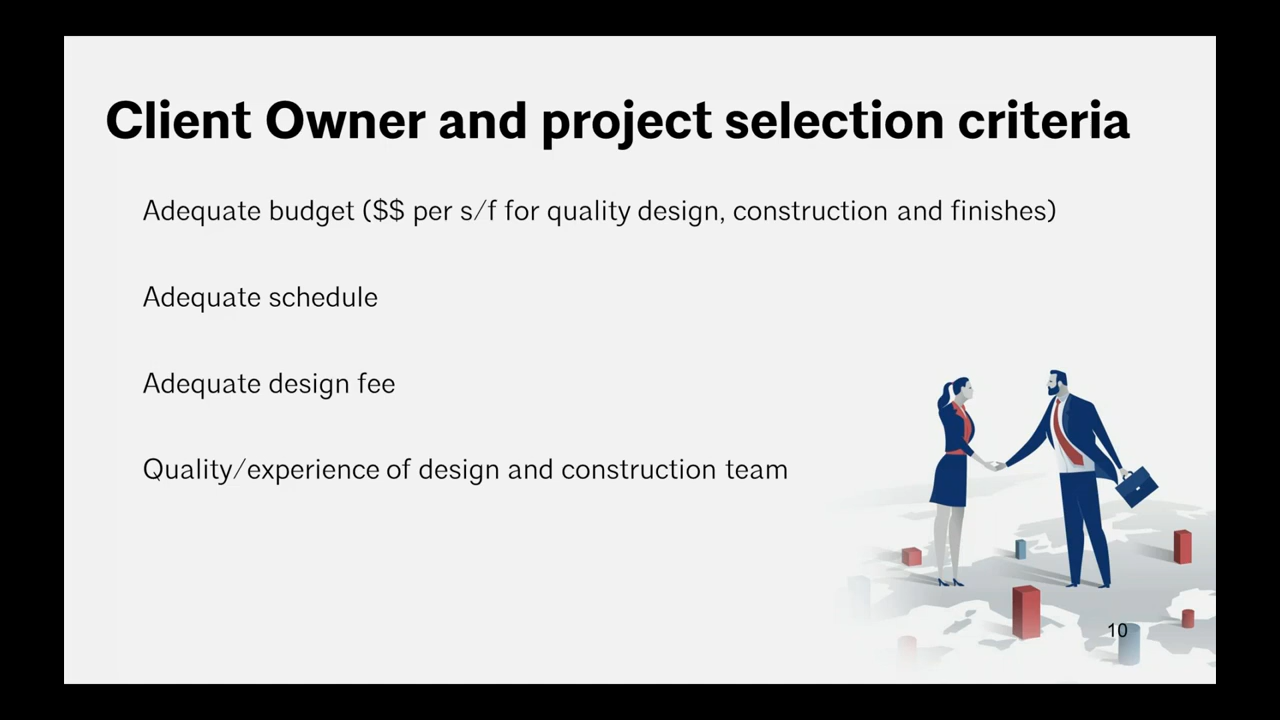 Client Owner and project selection criteria
Adequate budget ($$ per s/f for quality design, construction and finishes)
Adequate schedule
Adequate design fee
Quality/experience of design and construction team
10